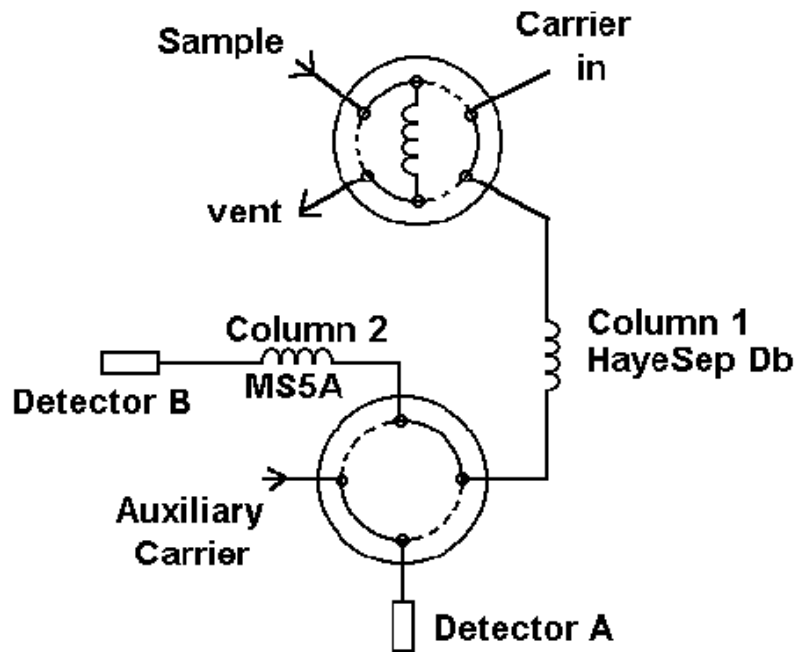 Sample
Carrier
in
vent
Column 1
HayeSep Db
Column 2
MS5A
Detector B
Auxiliary
Carrier
Detector A